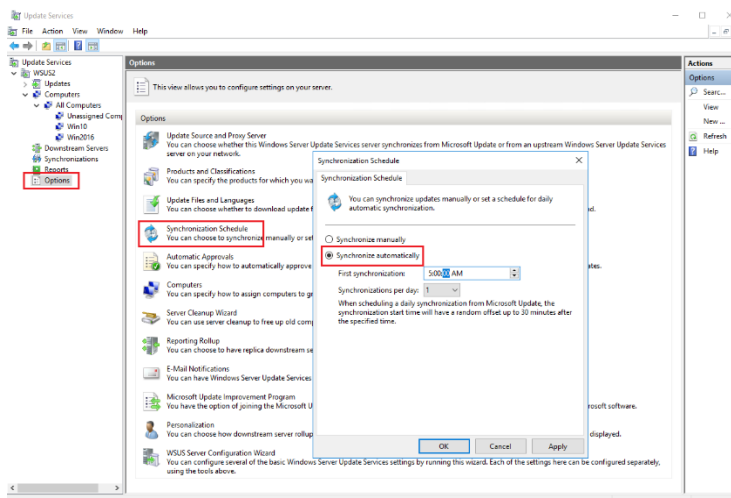 Update Services
File Action View Window Help
Update Services
WSUS2
Updates
Computers
All Computers
Unassigned Comp
Win10
Win2016
Downstream Servers
Synchronizations
Reports
Options
Options
This view allows you to configure settings on your server.
Options
Update Source and Proxy Server
You can choose whether this Windows Server Update Services server synchronizes from Microsoft Update or from an upstream Windows Server Update Services
server on your network.
Products and Classifications
You can specify the products for which you wa
Update Files and Languages
You can choose whether to download update f
Synchronization Schedule
You can choose to synchronize manually or set
Automatic Approvals
You can specify how to automatically approve
ates.
Computers
You can specify how to assign computers to gr
Server Cleanup Wizard
You can use server cleanup to free up old comp
Reporting Rollup
You can choose to have replica downstream se
E-Mail Notifications
You can have Windows Server Update Services
Microsoft Update Improvement Program
You have the option of joining the Microsoft U
rosoft software.
Personalization
You can choose how downstream server rollup
displayed.
WSUS Server Configuration Wizard
You can configure several of the basic Windows Server Update Services settings by running this wizard. Each of the settings here can be configured separately,
using the tools above.
Synchronization Schedule
Synchronization Schedule
You can synchronize updates manually or set a schedule for daily
automatic synchronization.
Synchronize manually
Synchronize automatically
First synchronization: 5:00:00 AM
Synchronizations per day: 1
When scheduling a daily synchronization from Microsoft Update, the
synchronization start time will have a random offset up to 30 minutes after
the specified time.
OK Cancel Apply
Actions
Options
Searc...
View
New ...
Refresh
Help